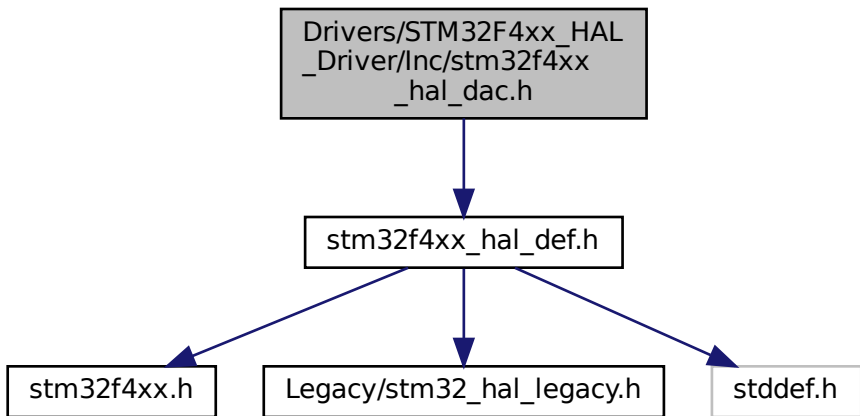 Drivers/STM32F4xx_HAL
_Driver/Inc/stm32f4xx
_hal_dac.h
stm32f4xx_hal_def.h
stm32f4xx.h
Legacy/stm32_hal_legacy.h
stddef.h